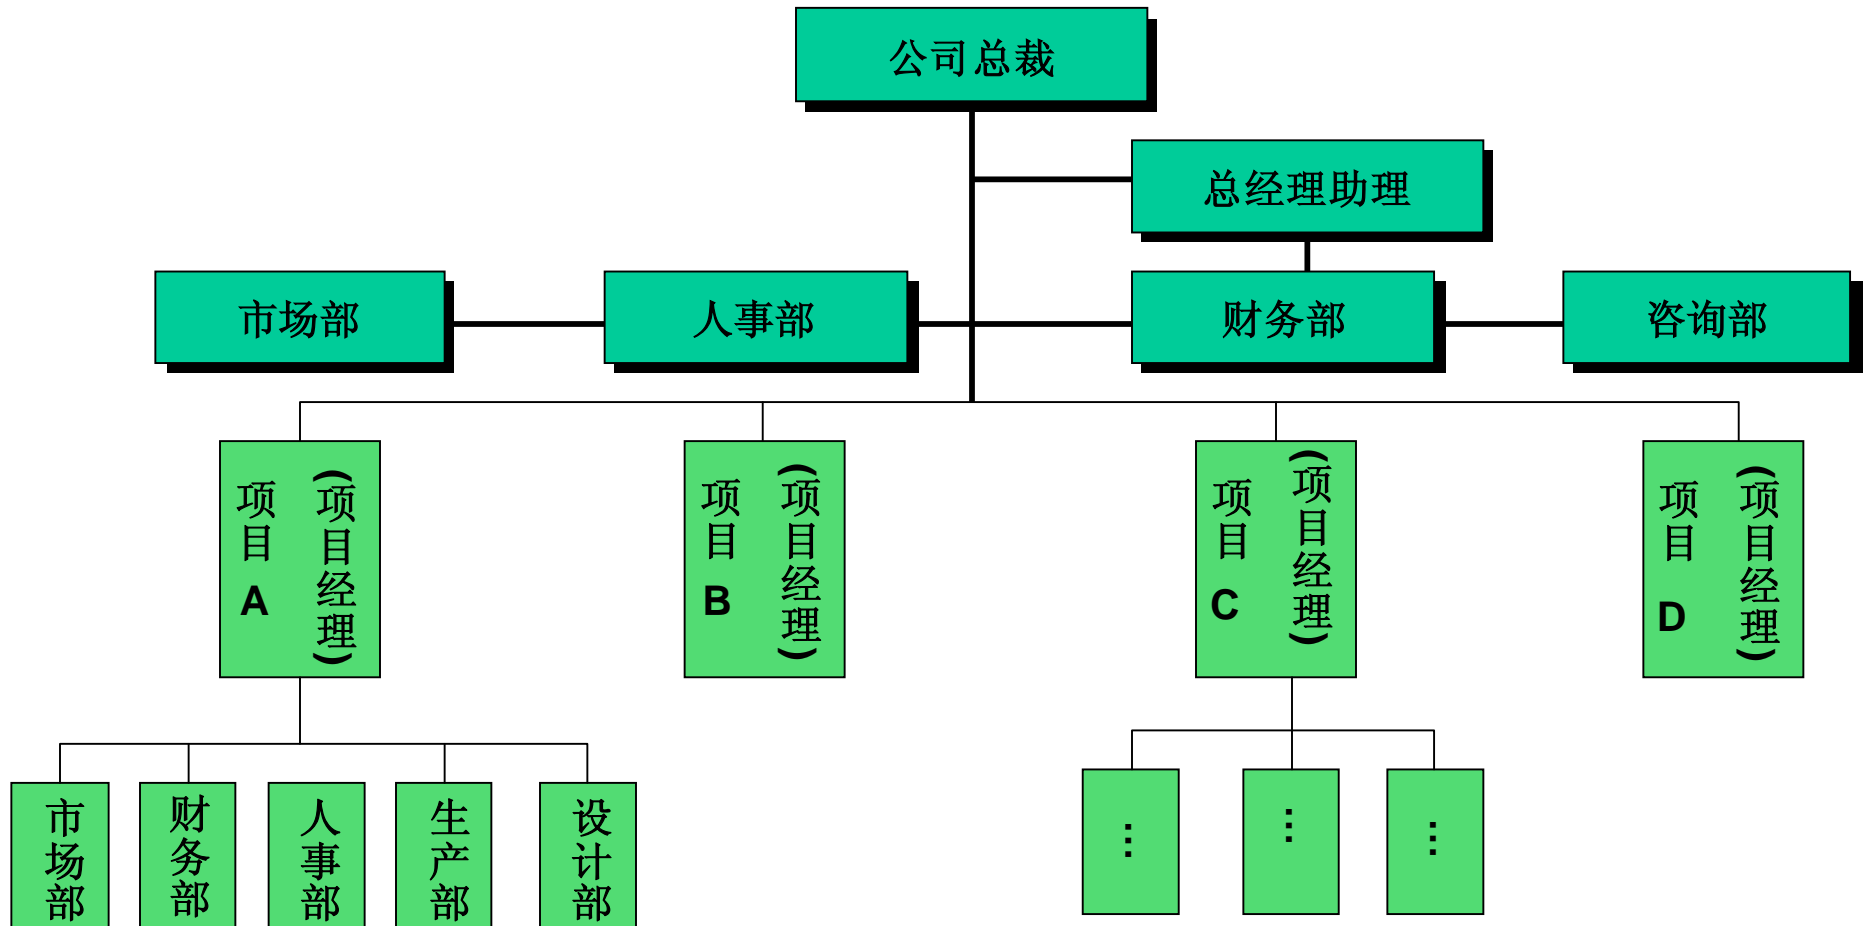 公司总裁
总经理助理
市场部
人事部
财务部
咨询部
项目A
(项目经理)
项目B
(项目经理)
项目C
(项目经理)
项目D
(项目经理)
市场部
财务部
人事部
生产部
设计部
…
…
…